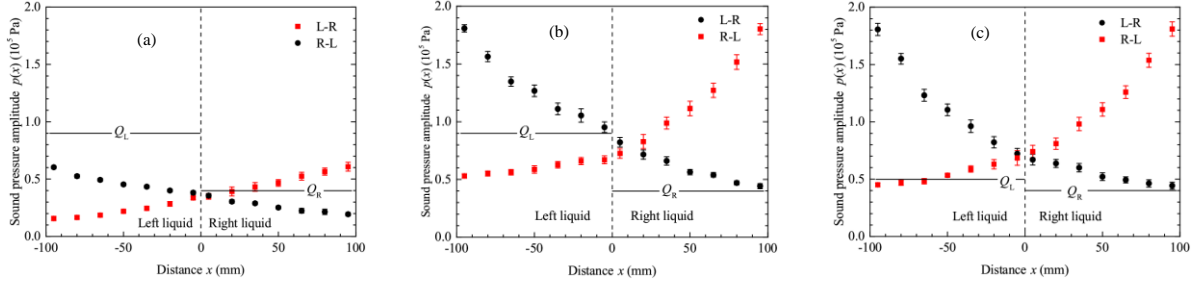 (a)
L-R
R-L
Sound pressure amplitude p(x) (10⁵ Pa)
2.0
1.6
1.2
0.8
0.4
0.0
Q_L
Q_R
Left liquid
Right liquid
-100
-50
0
50
100
Distance x (mm)
(b)
L-R
R-L
Sound pressure amplitude p(x) (10⁵ Pa)
2.0
1.5
1.0
0.5
0.0
Q_L
Q_R
Left liquid
Right liquid
-100
-50
0
50
100
Distance x (mm)
(c)
L-R
R-L
Sound pressure amplitude p(x) (10⁵ Pa)
2.0
1.5
1.0
0.5
0.0
Q_L
Q_R
Left liquid
Right liquid
-100
-50
0
50
100
Distance x (mm)